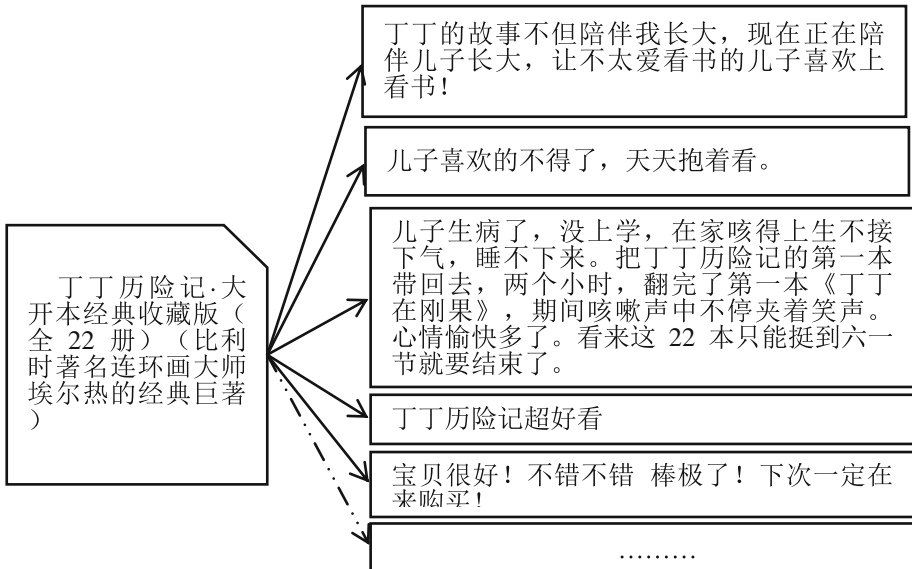 丁丁历险记·大
开本经典收藏版（
全 22 册）（比利
时著名连环画大师
埃尔热的经典巨著
）
丁丁的故事不但陪伴我长大，现在正在陪
伴儿子长大，让不太爱看书的儿子喜欢上
看书！
儿子喜欢的不得了，天天抱着看。
儿子生病了，没上学，在家咳得上生不接
下气，睡不下来。把丁丁历险记的第一本
带回去，两个小时，翻完了第一本《丁丁
在刚果》，期间咳嗽声中不停夹着笑声。
心情愉快多了。看来这 22 本只能挺到六一
节就要结束了。
丁丁历险记超好看
宝贝很好！不错不错 棒极了！下次一定在
来购买！
………